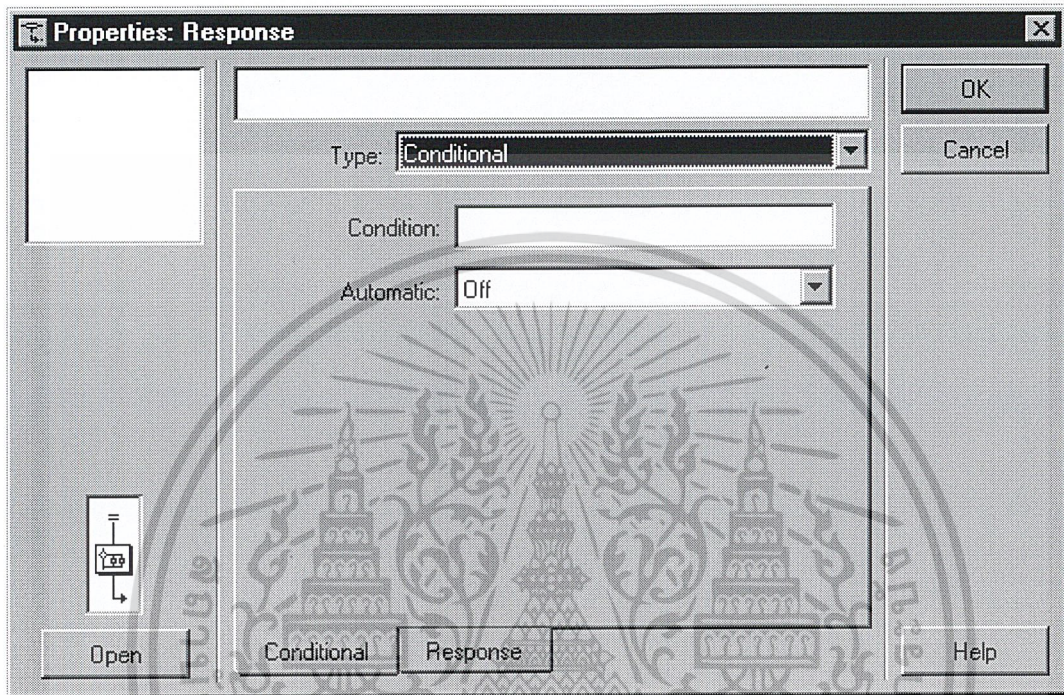 Properties: Response
OK
Type: Conditional
Cancel
Condition:
Automatic: Off
Open
Conditional
Response
Help